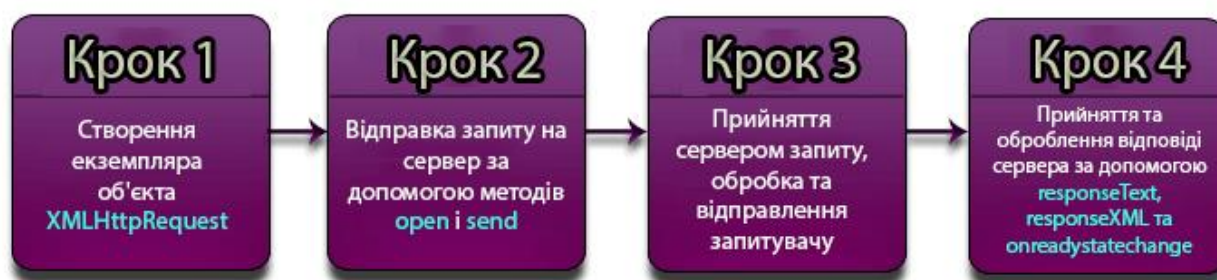 Крок 1
Створення
екземпляра
об'єкта
XMLHttpRequest
Крок 2
Відправка запиту на
сервер за
допомогою методів
open і send
Крок 3
Прийняття
сервером запиту,
обробка та
відправлення
запитувачу
Крок 4
Прийняття та
оброблення відповіді
сервера за допомогою
responseText,
responseXML та
onreadystatechange